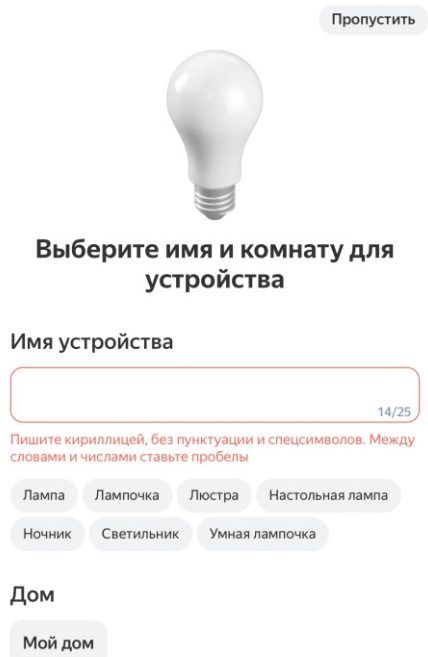 Пропустить
Выберите имя и комнату для
устройства
Имя устройства
14/25
Пишите кириллицей, без пунктуации и спецсимволов. Между
словами и числами ставьте пробелы
Лампа Лампочка Люстра Настольная лампа
Ночник Светильник Умная лампочка
Дом
Мой дом